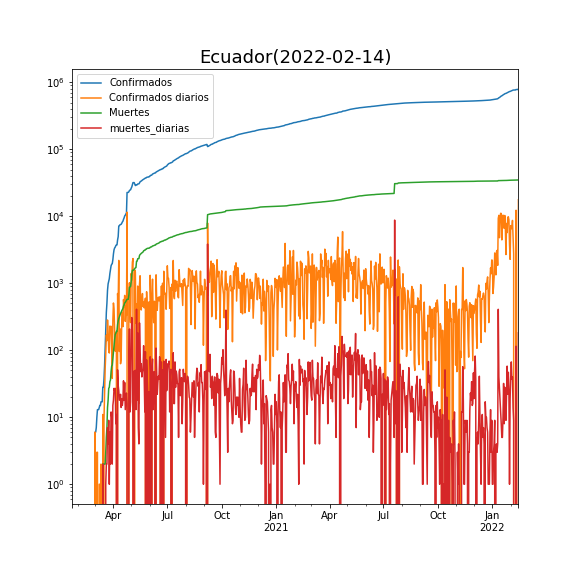 Ecuador(2022-02-14)
Confirmados
Confirmados diarios
Muertes
muertes_diarias
10^6
10^5
10^4
10^3
10^2
10^1
10^0
Apr Jul Oct Jan Apr Jul Oct Jan
2021 2022